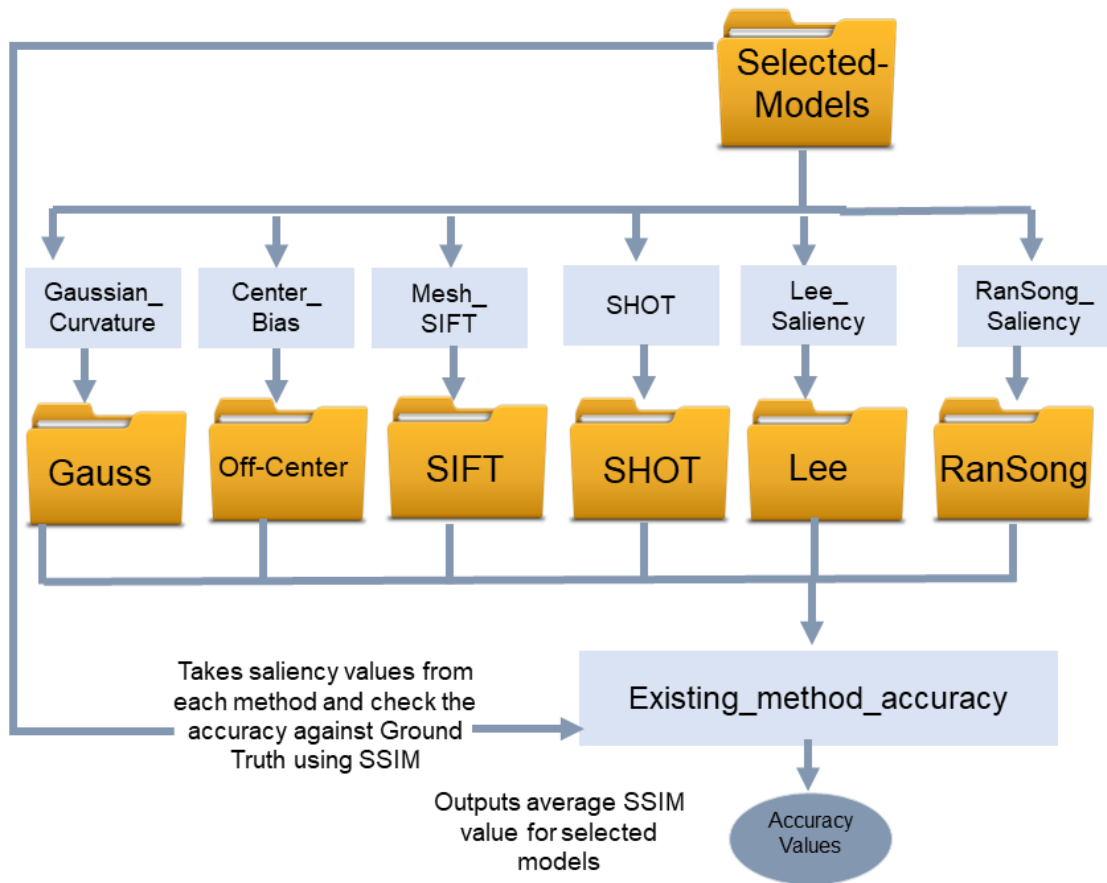 Selected-
Models
Gaussian_
Curvature
Center_
Bias
Mesh_
SIFT
SHOT
Lee_
Saliency
RanSong_
Saliency
Gauss
Off-Center
SIFT
SHOT
Lee
RanSong
Takes saliency values from
each method and check the
accuracy against Ground
Truth using SSIM
Existing_method_accuracy
Outputs average SSIM
value for selected
models
Accuracy
Values